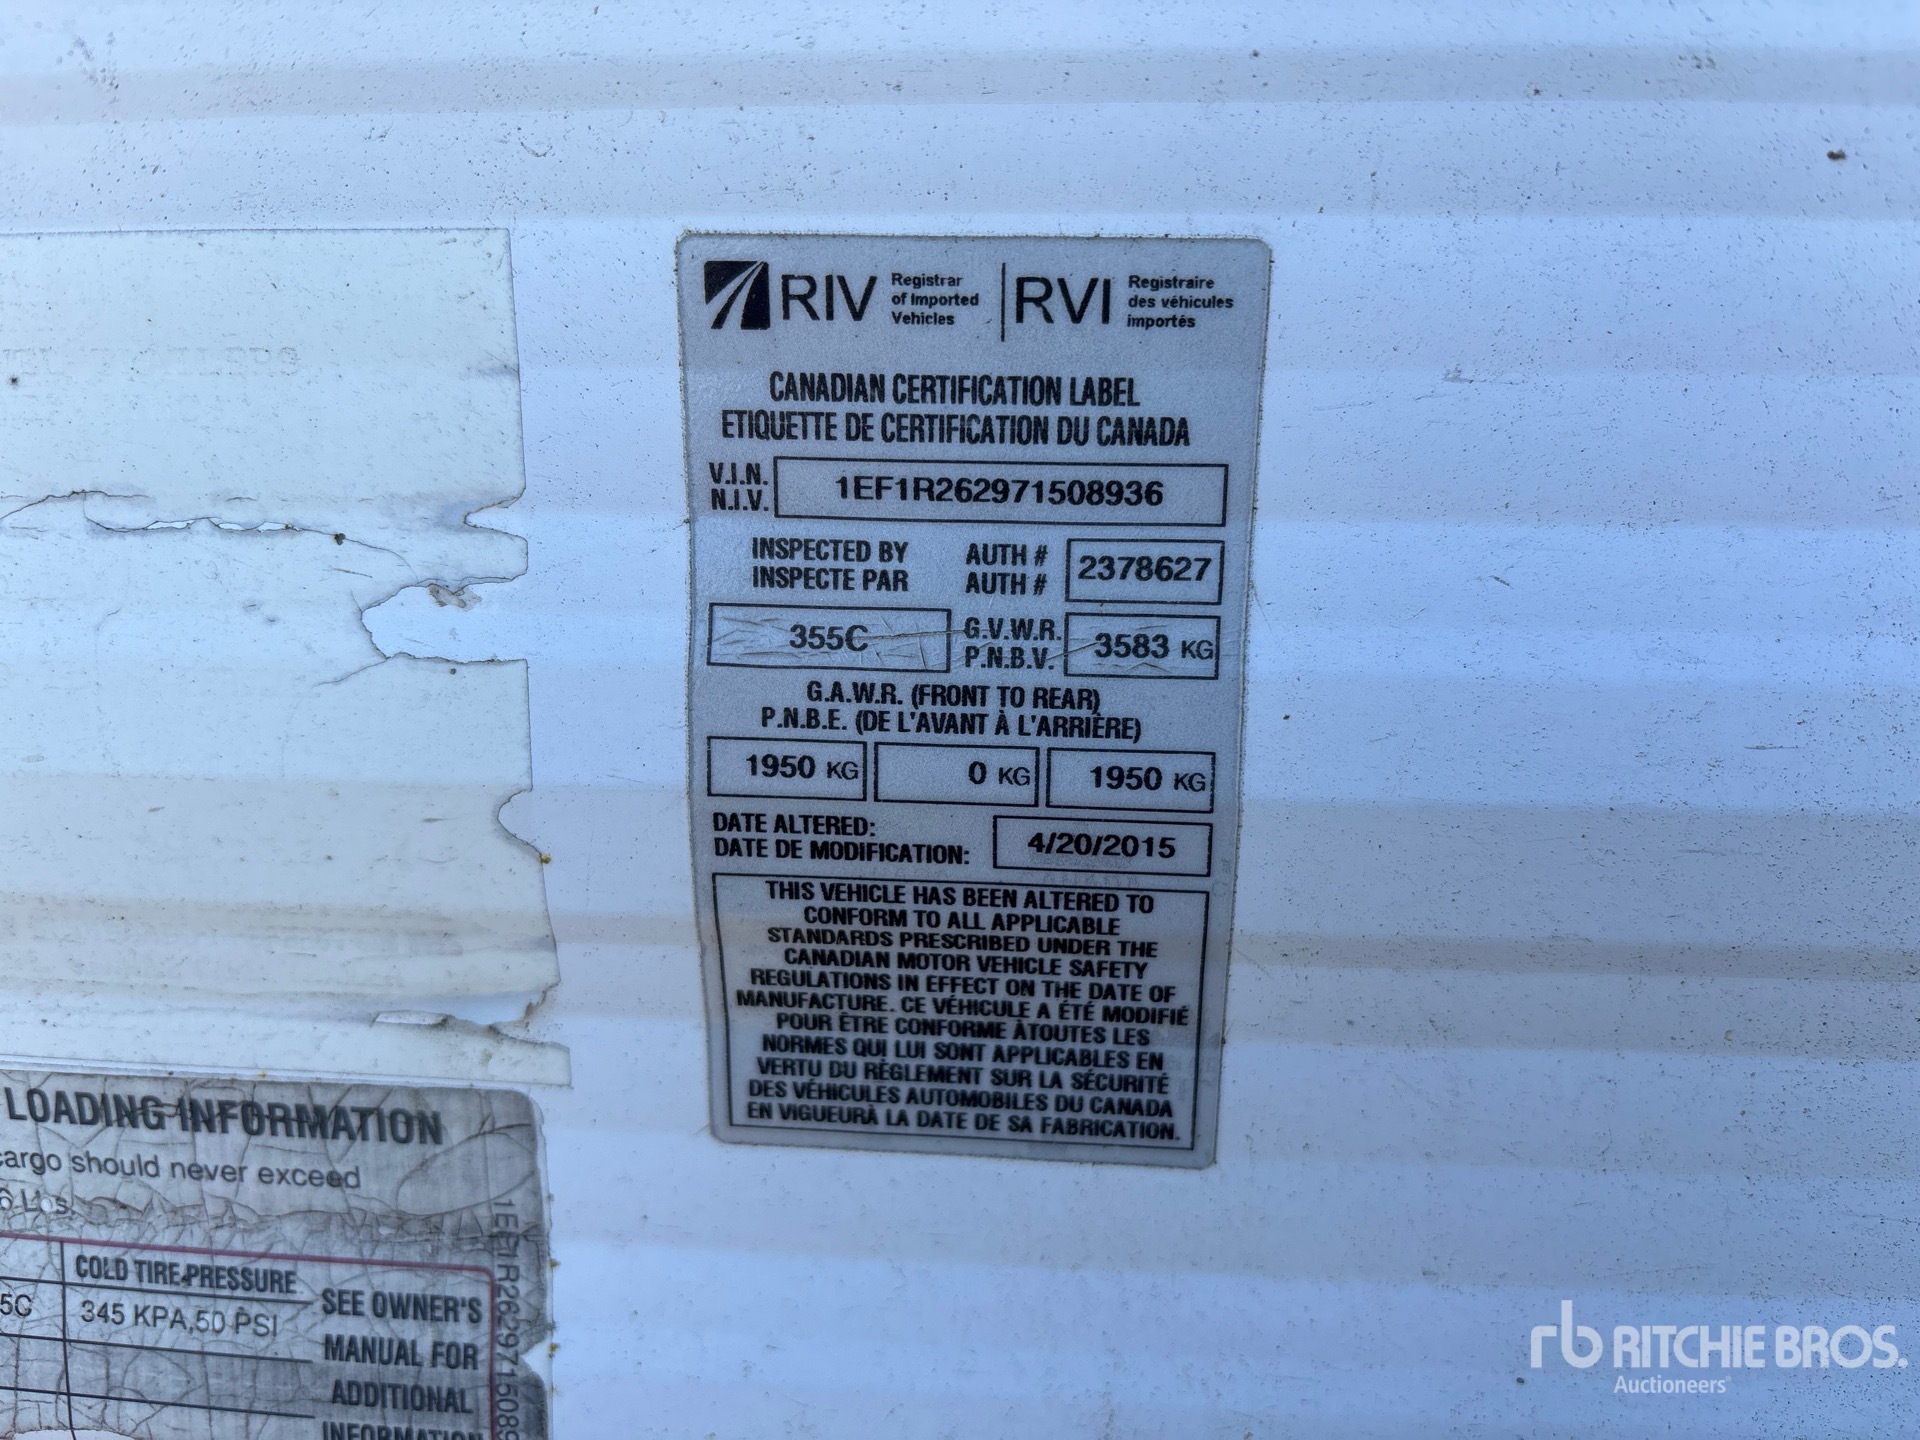 RIV Registrar of Imported Vehicles | RVI Registraire des véhicules importés
CANADIAN CERTIFICATION LABEL
ETIQUETTE DE CERTIFICATION DU CANADA
V.I.N.
N.I.V.
1EF1R262971508936
INSPECTED BY
INSPECTE PAR
AUTH #
AUTH #
2378627
355C
G.V.W.R.
P.N.B.V.
3583 KG
G.A.W.R. (FRONT TO REAR)
P.N.B.E. (DE L'AVANT À L'ARRIÈRE)
1950 KG
0 KG
1950 KG
DATE ALTERED:
DATE DE MODIFICATION:
4/20/2015
THIS VEHICLE HAS BEEN ALTERED TO
CONFORM TO ALL APPLICABLE
STANDARDS PRESCRIBED UNDER THE
CANADIAN MOTOR VEHICLE SAFETY
REGULATIONS IN EFFECT ON THE DATE OF
MANUFACTURE. CE VÉHICULE A ÉTÉ MODIFIÉ
POUR ÊTRE CONFORME ÀTOUTES LES
NORMES QUI LUI SONT APPLICABLES EN
VERTU DU RÈGLEMENT SUR LA SÉCURITÉ
DES VÉHICULES AUTOMOBILES DU CANADA
EN VIGUEURÀ LA DATE DE SA FABRICATION.
LOADING INFORMATION
cargo should never exceed
6 Lbs.
COLD TIRE PRESSURE
5C
345 KPA,50 PSI
SEE OWNER'S
MANUAL FOR
ADDITIONAL
INFORMATION
1EF1R2629715089
rb RITCHIE BROS.
Auctioneers